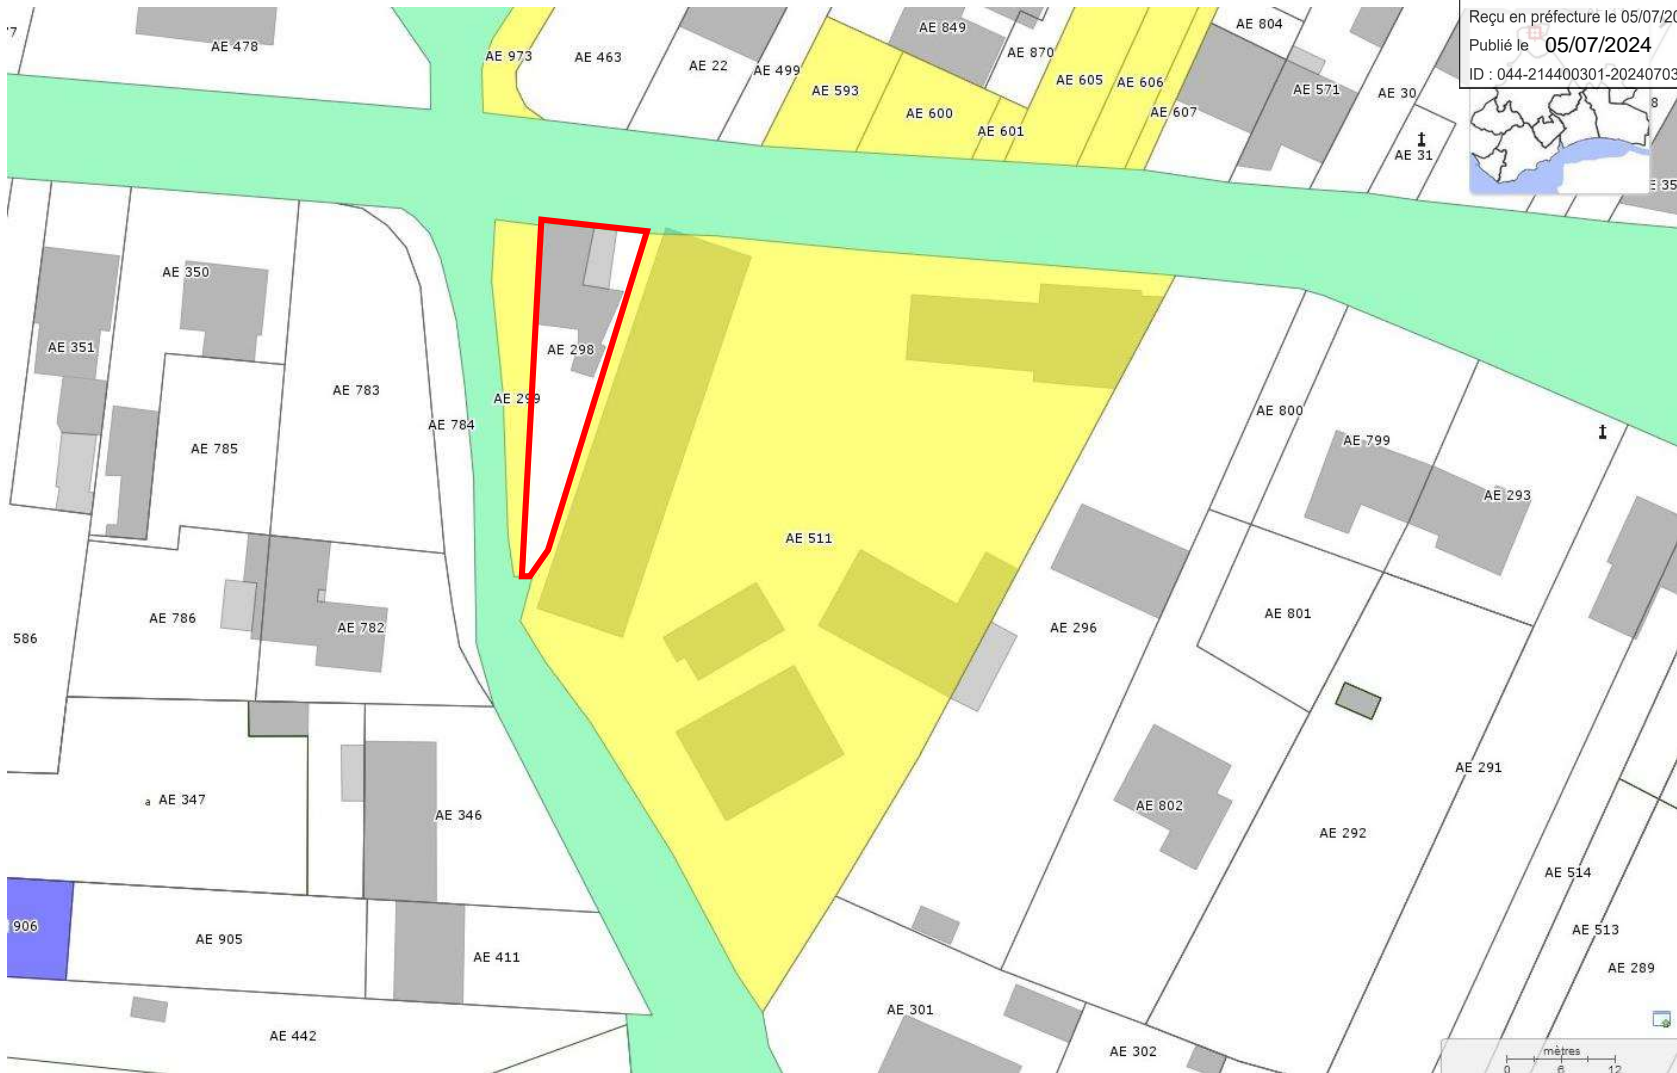 Reçu en préfecture le 05/07/20
Publié le 05/07/2024
ID : 044-214400301-20240703
AE 478
AE 973
AE 463
AE 22
AE 499
AE 593
AE 849
AE 870
AE 600
AE 601
AE 605
AE 606
AE 607
AE 804
AE 571
AE 30
AE 31
8
E 35
AE 350
AE 351
AE 783
AE 784
AE 785
AE 298
AE 299
AE 511
AE 800
AE 799
AE 293
AE 786
AE 782
586
AE 296
AE 801
AE 347
a
AE 346
AE 802
AE 291
AE 292
906
AE 905
AE 411
AE 514
AE 513
AE 289
AE 442
AE 301
AE 302
mètres
0 6 12